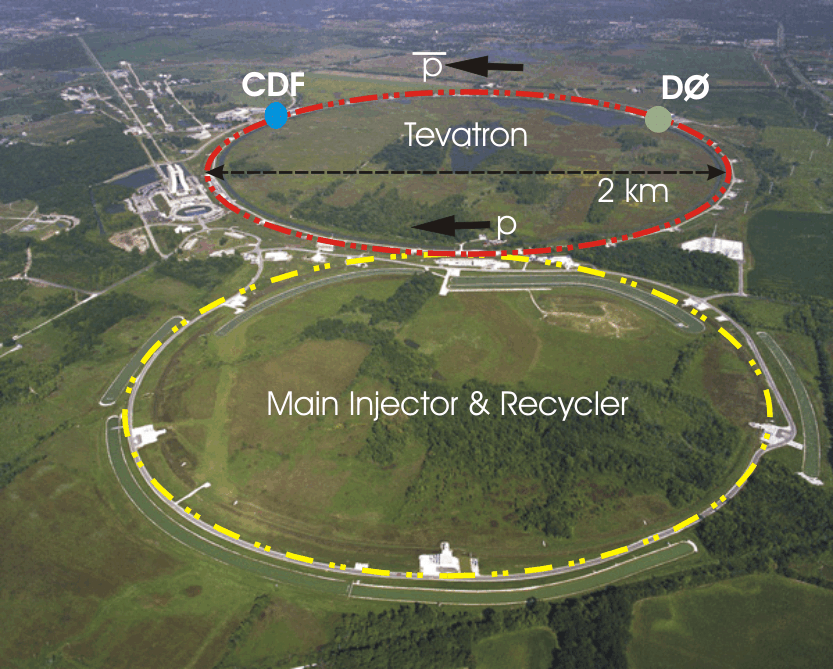 p̅
CDF
DØ
Tevatron
2 km
p
Main Injector & Recycler